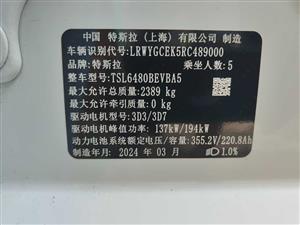 中国 特斯拉（上海）有限公司 制造
车辆识别代号:LRWYGCEK5RC489000
品牌:特斯拉 乘坐人数:5
整车型号:TSL6480BEVBA5
最大允许总质量:2389 kg
最大允许牵引质量:0 kg
驱动电机型号:3D3/3D7
驱动电机峰值功率:137kW/194kW
动力电池系统额定电压/容量:355.2V/220.8Ah
制造年月:2024 年 03 月 1.0%